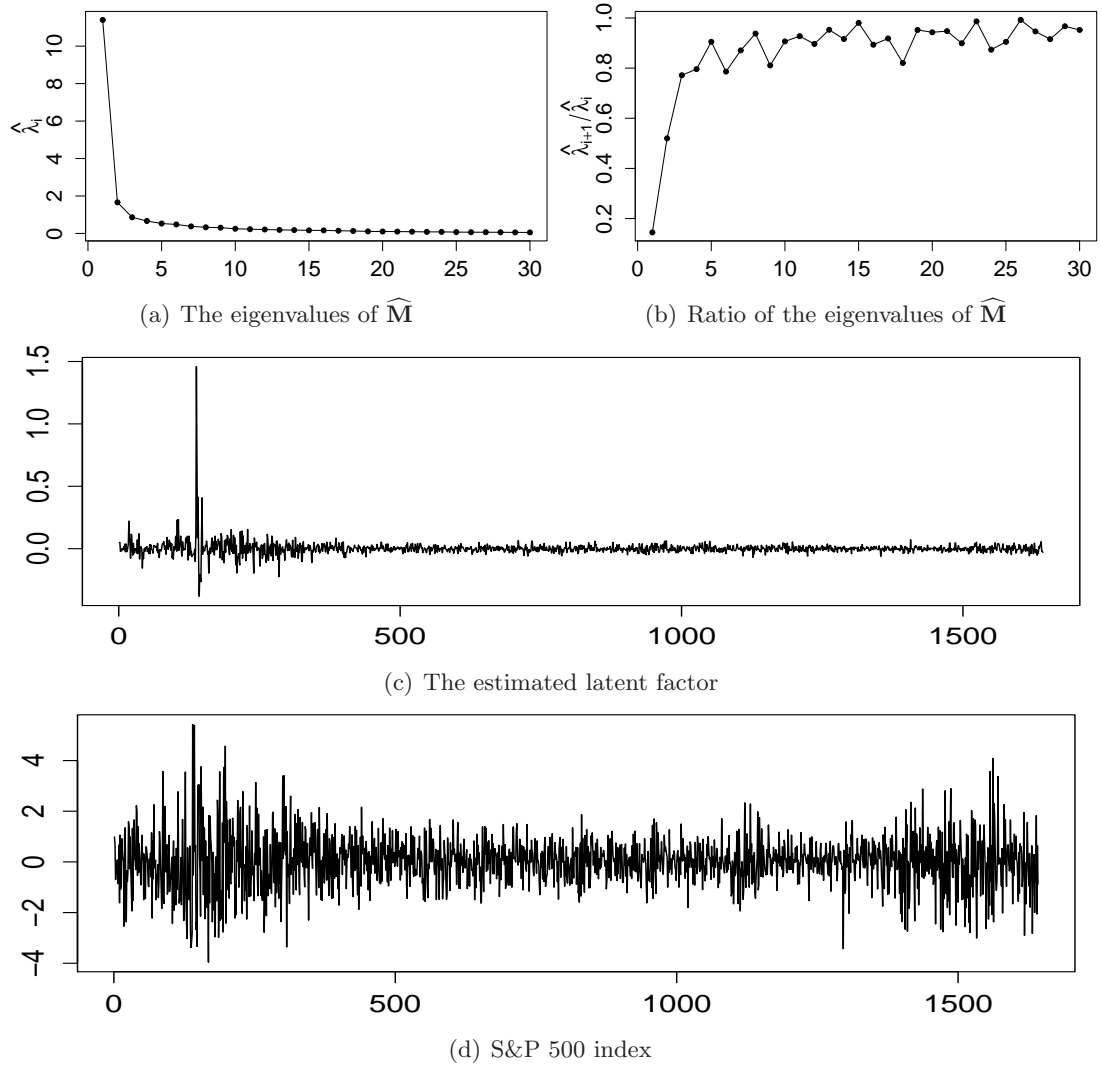 0 2 4 6 8 10
λ̂ᵢ
0 5 10 15 20 25 30
(a) The eigenvalues of M̂
0.2 0.4 0.6 0.8 1.0
λ̂ᵢ₊₁/λ̂ᵢ
0 5 10 15 20 25 30
(b) Ratio of the eigenvalues of M̂
0.0 0.5 1.0 1.5
0 500 1000 1500
(c) The estimated latent factor
−4 −2 0 2 4
0 500 1000 1500
(d) S&P 500 index